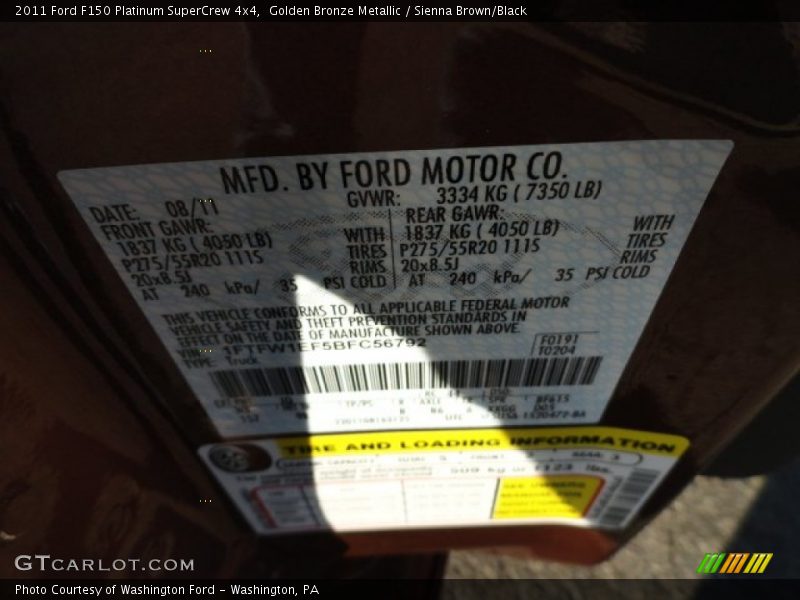 2011 Ford F150 Platinum SuperCrew 4x4,  Golden Bronze Metallic / Sienna Brown/Black
MFD. BY FORD MOTOR CO.
DATE: 08/11 GVWR: 3334 KG ( 7350 LB)
FRONT GAWR: REAR GAWR:
1837 KG ( 4050 LB) WITH 1837 KG ( 4050 LB) WITH
P275/55R20 111S TIRES P275/55R20 111S TIRES
20x8.5J RIMS 20x8.5J RIMS
AT 240 kPa/ 35 PSI COLD AT 240 kPa/ 35 PSI COLD
THIS VEHICLE CONFORMS TO ALL APPLICABLE FEDERAL MOTOR
VEHICLE SAFETY AND THEFT PREVENTION STANDARDS IN
EFFECT ON THE DATE OF MANUFACTURE SHOWN ABOVE.
VIN: 1FTFW1EF5BFC56792 F0191
TYPE: Truck T0204
TIRE AND LOADING INFORMATION
GTCARLOT.COM
Photo Courtesy of Washington Ford - Washington, PA